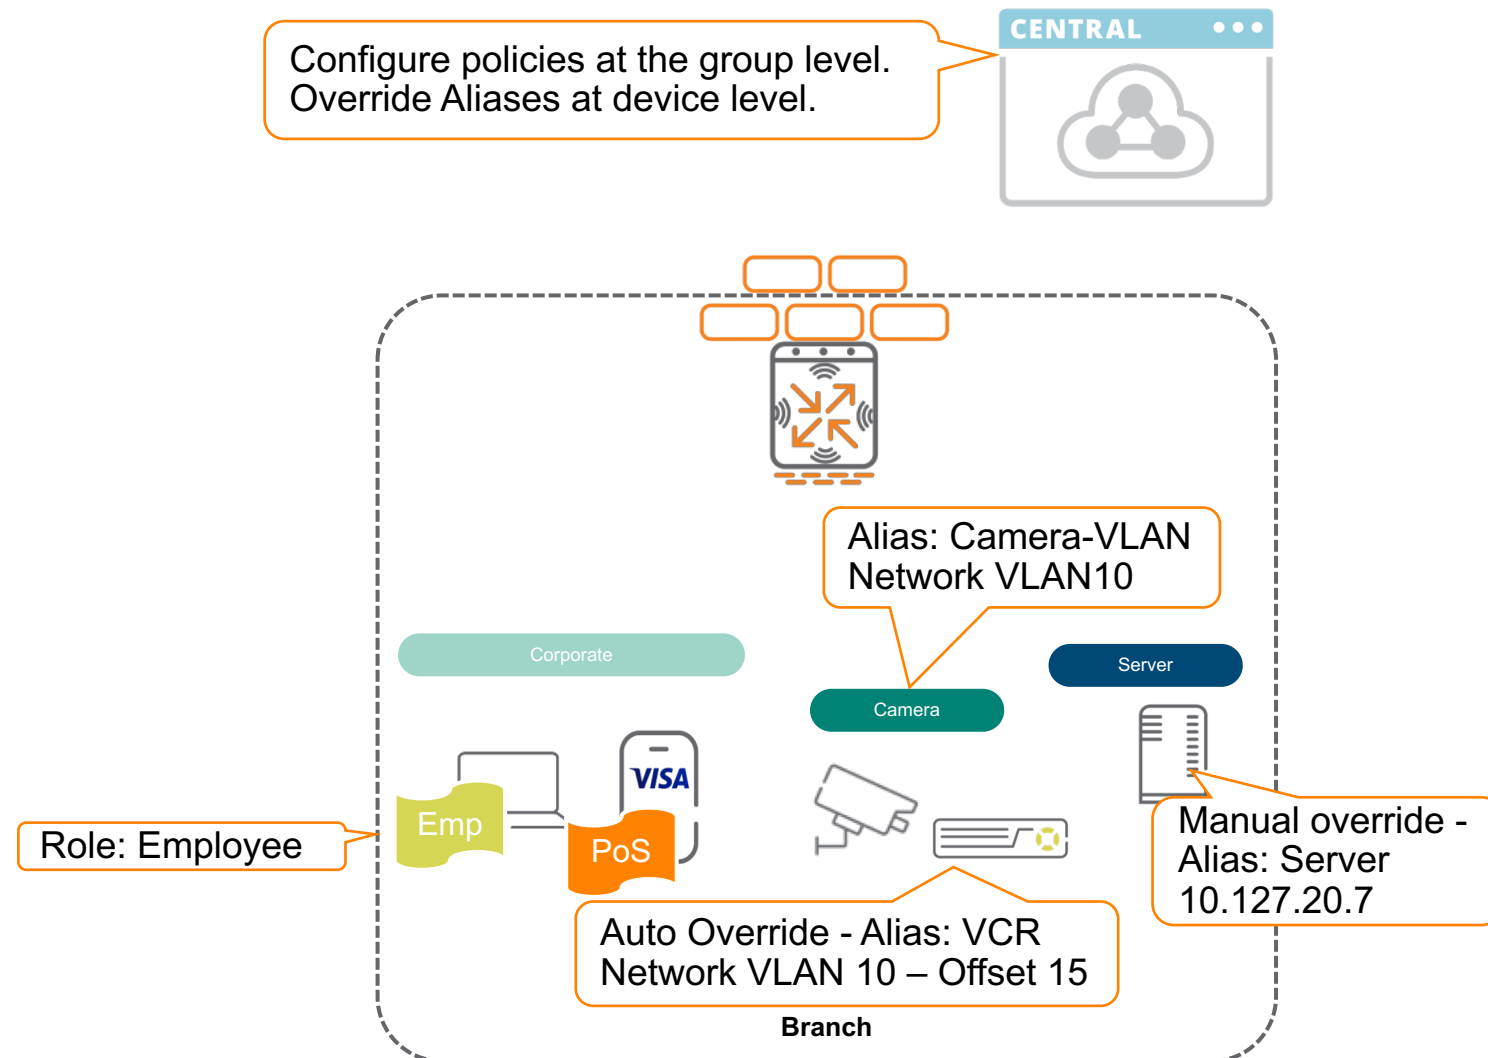 CENTRAL
Configure policies at the group level.
Override Aliases at device level.
Alias: Camera-VLAN
Network VLAN10
Corporate
Server
Camera
VISA
Emp
PoS
Role: Employee
Manual override -
Alias: Server
10.127.20.7
Auto Override - Alias: VCR
Network VLAN 10 – Offset 15
Branch